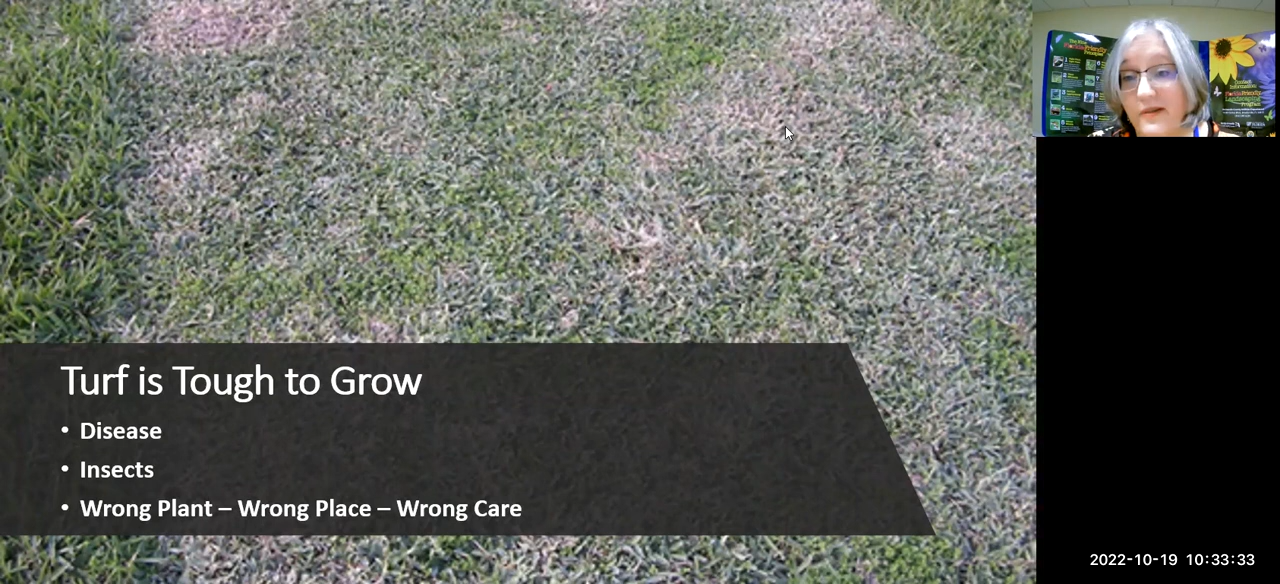 Turf is Tough to Grow
• Disease
• Insects
• Wrong Plant – Wrong Place – Wrong Care
2022-10-19 10:33:33